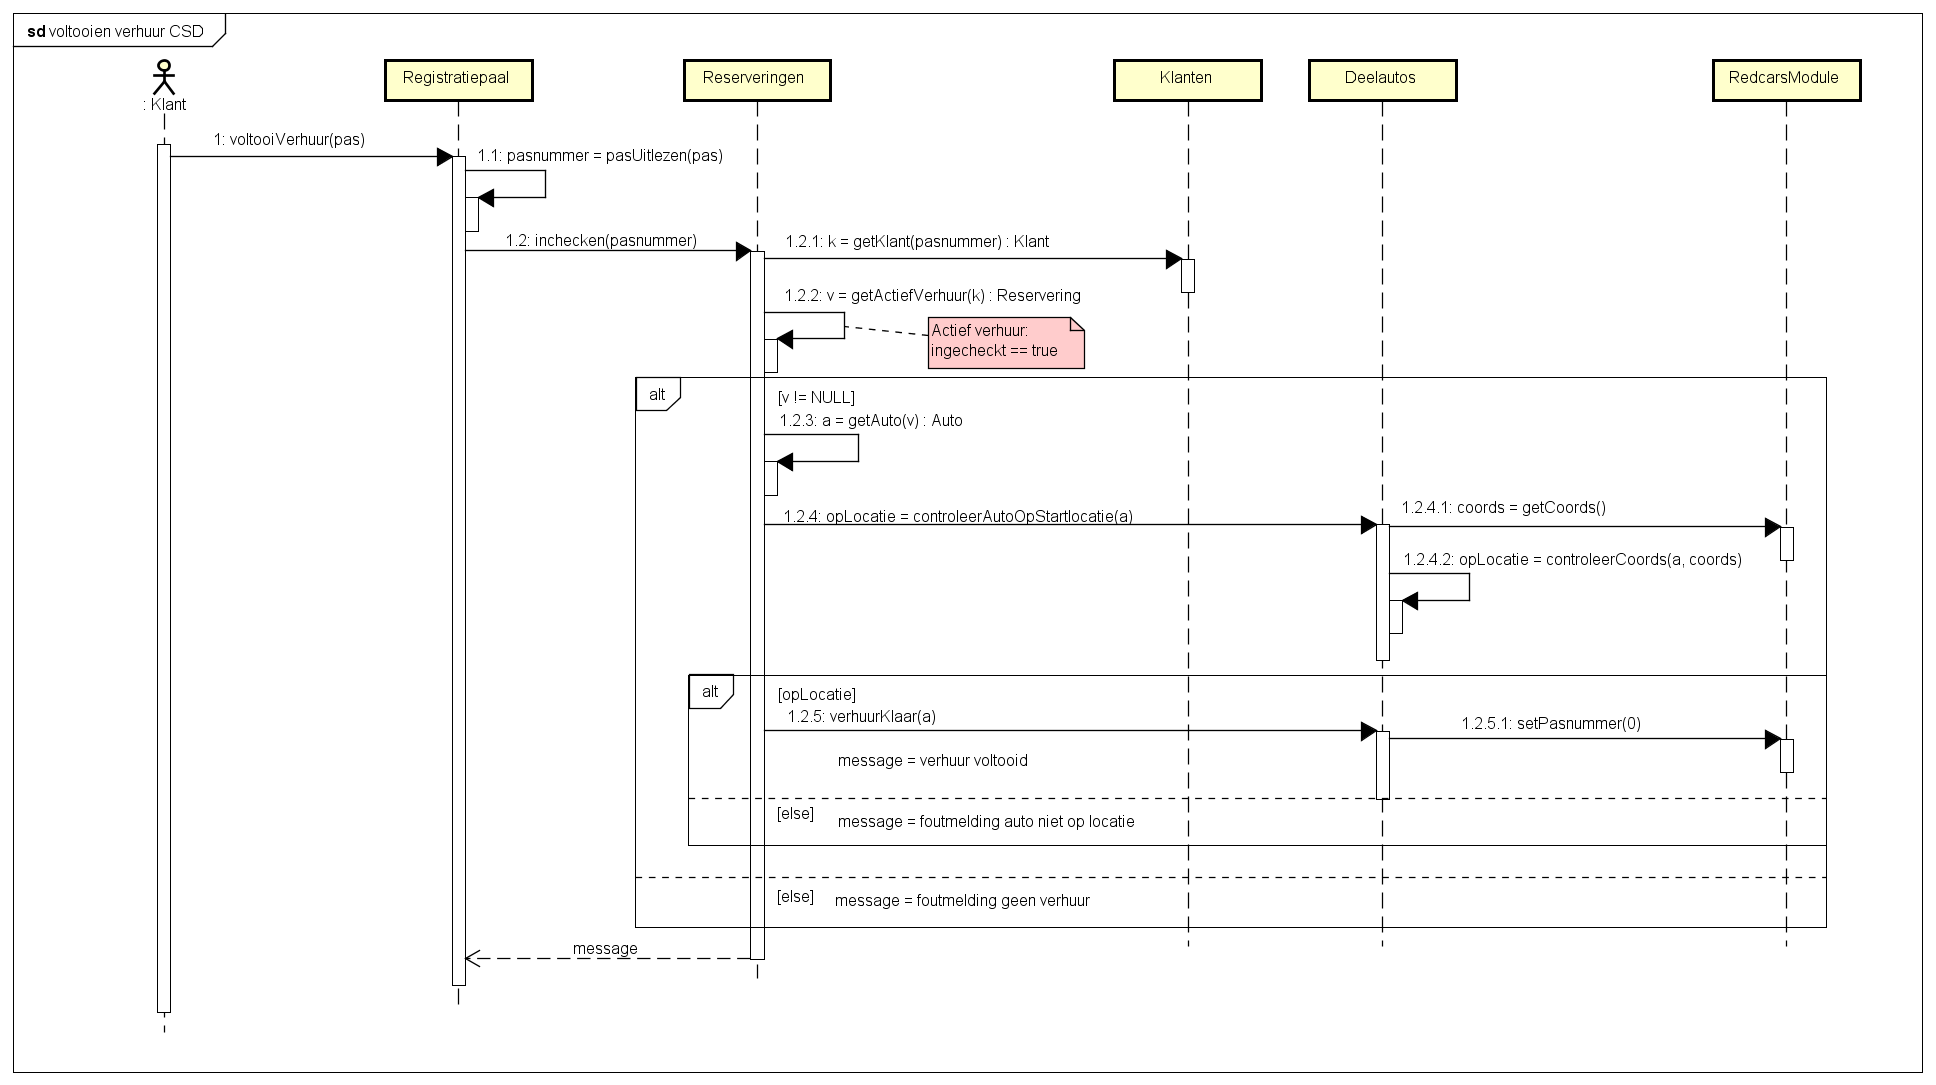 sd voltooien verhuur CSD
: Klant
Registratiepaal
Reserveringen
Klanten
Deelautos
RedcarsModule
1: voltooiVerhuur(pas)
1.1: pasnummer = pasUitlezen(pas)
1.2: inchecken(pasnummer)
1.2.1: k = getKlant(pasnummer) : Klant
1.2.2: v = getActiefVerhuur(k) : Reservering
Actief verhuur:
ingecheckt == true
alt
[v != NULL]
1.2.3: a = getAuto(v) : Auto
1.2.4: opLocatie = controleerAutoOpStartlocatie(a)
1.2.4.1: coords = getCoords()
1.2.4.2: opLocatie = controleerCoords(a, coords)
alt
[opLocatie]
1.2.5: verhuurKlaar(a)
1.2.5.1: setPasnummer(0)
message = verhuur voltooid
[else]
message = foutmelding auto niet op locatie
[else]
message = foutmelding geen verhuur
message